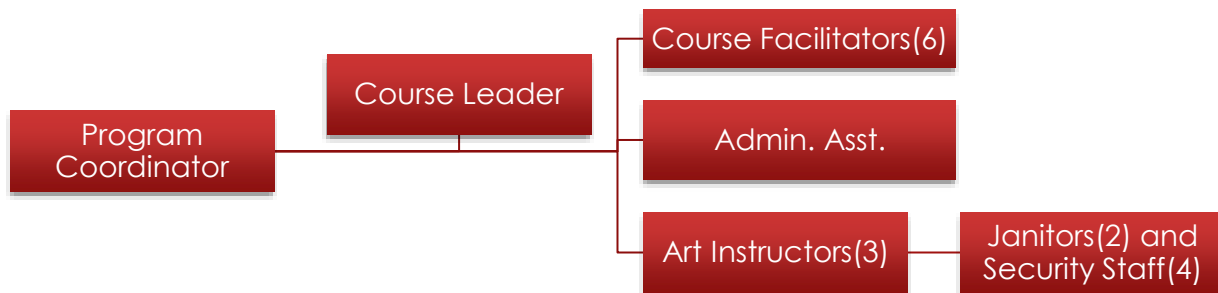 Program
Coordinator
Course Leader
Course Facilitators(6)
Admin. Asst.
Art Instructors(3)
Janitors(2) and
Security Staff(4)